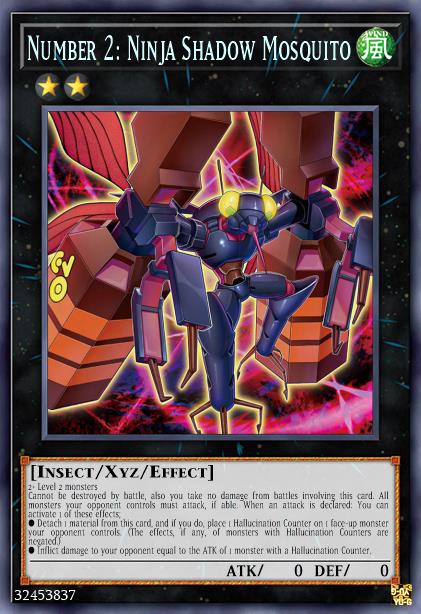 Number 2: Ninja Shadow Mosquito
WIND
風
02
[Insect/Xyz/Effect]
2+ Level 2 monsters
Cannot be destroyed by battle, also you take no damage from battles involving this card. All
monsters your opponent controls must attack, if able. When an attack is declared: You can
activate 1 of these effects;
● Detach 1 material from this card, and if you do, place 1 Hallucination Counter on 1 face-up monster
your opponent controls. (The effects, if any, of monsters with Hallucination Counters are
negated.)
● Inflict damage to your opponent equal to the ATK of 1 monster with a Hallucination Counter.
ATK/ 0 DEF/ 0
32453837